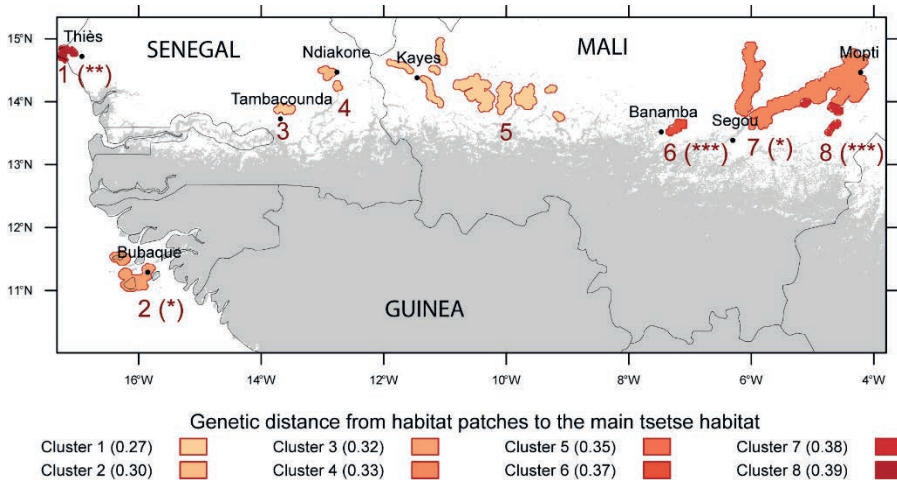 15°N
14°N
13°N
12°N
11°N
Thiès
SENEGAL
Ndiakone
Kayes
MALI
Mopti
1 (**)
Tambacounda
4
3
5
Banamba
Segou
6 (***)
7 (*)
8 (***)
Bubaque
2 (*)
GUINEA
16°W
14°W
12°W
10°W
8°W
6°W
4°W
Genetic distance from habitat patches to the main tsetse habitat
Cluster 1 (0.27)
Cluster 3 (0.32)
Cluster 5 (0.35)
Cluster 7 (0.38)
Cluster 2 (0.30)
Cluster 4 (0.33)
Cluster 6 (0.37)
Cluster 8 (0.39)